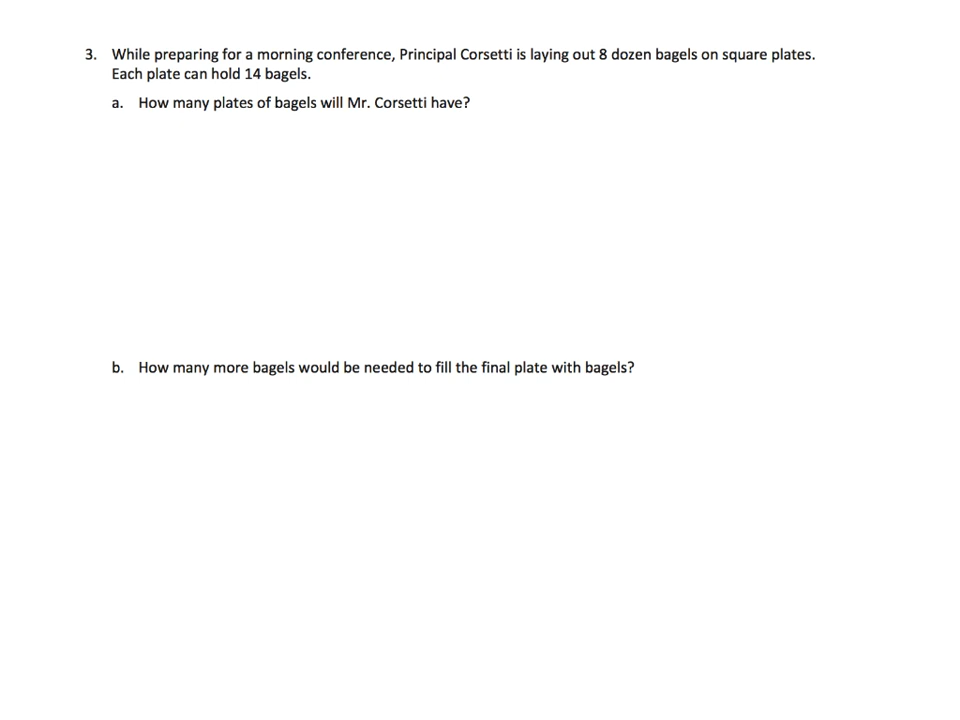 3. While preparing for a morning conference, Principal Corsetti is laying out 8 dozen bagels on square plates.
Each plate can hold 14 bagels.
a. How many plates of bagels will Mr. Corsetti have?
b. How many more bagels would be needed to fill the final plate with bagels?